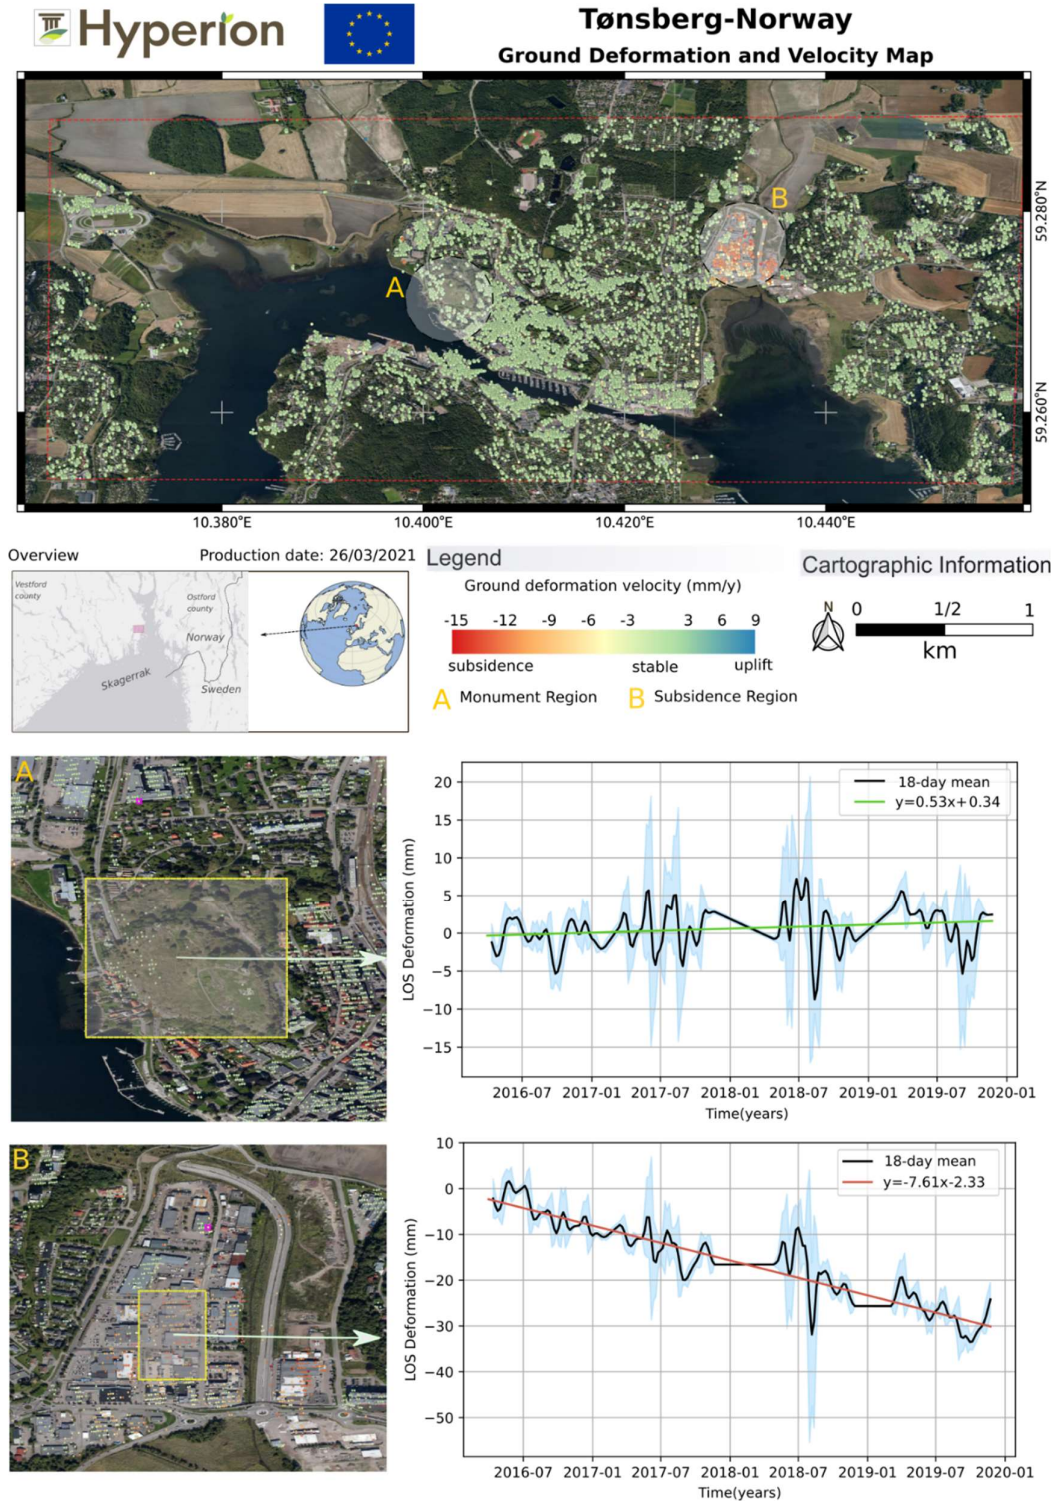 Hyperion
Tønsberg-Norway
Ground Deformation and Velocity Map
A
B
59.280°N
59.260°N
10.380°E 10.400°E 10.420°E 10.440°E
Overview Production date: 26/03/2021
Vestford
county
Ostford
county
Norway
Skagerrak
Sweden
Legend
Ground deformation velocity (mm/y)
-15 -12 -9 -6 -3 3 6 9
subsidence stable uplift
A Monument Region B Subsidence Region
Cartographic Information
N
0 1/2 1
km
A
LOS Deformation (mm)
20
15
10
5
0
−5
−10
−15
18-day mean
y=0.53x+0.34
2016-07 2017-01 2017-07 2018-01 2018-07 2019-01 2019-07 2020-01
Time(years)
B
LOS Deformation (mm)
10
0
−10
−20
−30
−40
−50
18-day mean
y=-7.61x-2.33
2016-07 2017-01 2017-07 2018-01 2018-07 2019-01 2019-07 2020-01
Time(years)